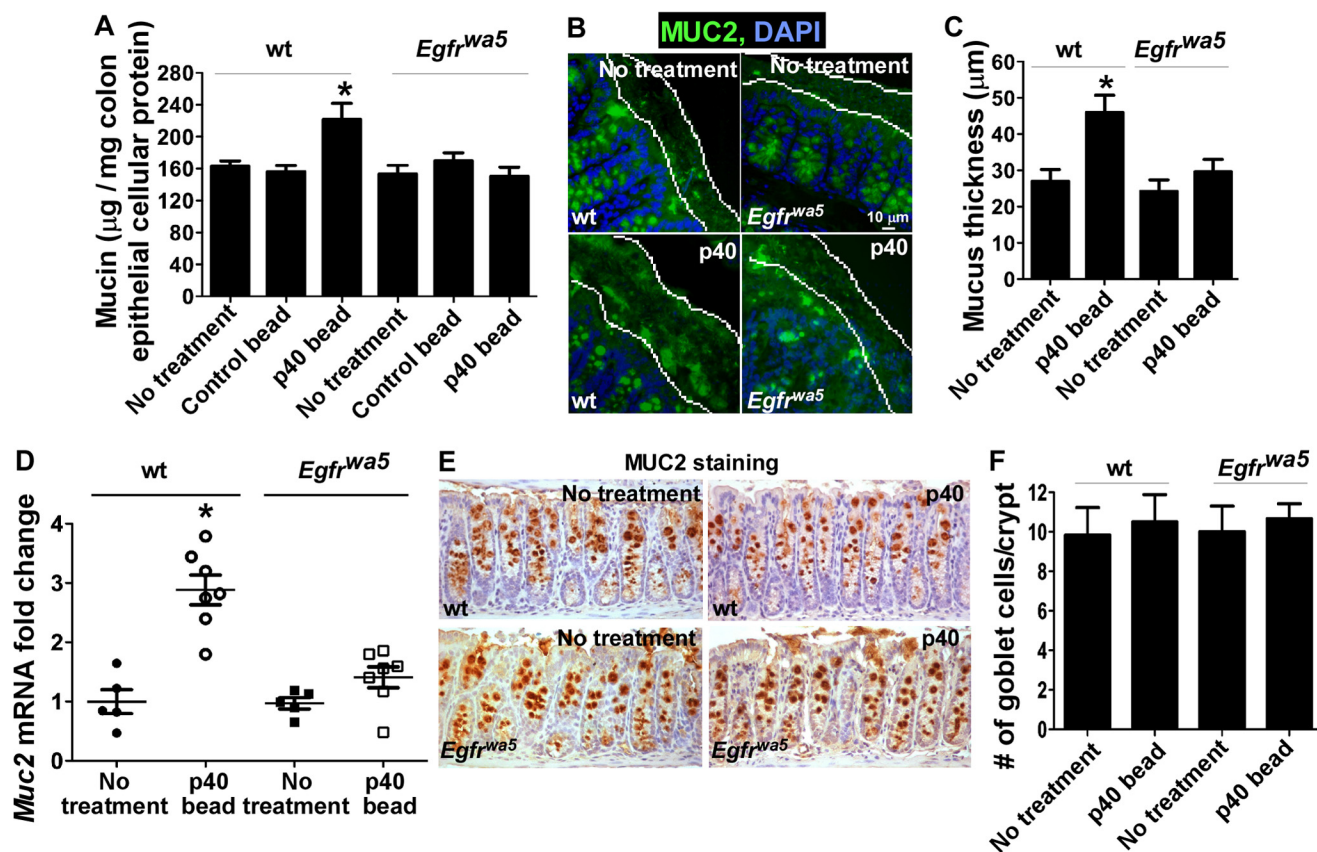 A
wt
Egfrwa5
Mucin (µg / mg colon
epithelial cellular protein)
280
240
200
160
120
80
40
0
*
No treatment
Control bead
p40 bead
No treatment
Control bead
p40 bead
B
MUC2, DAPI
No treatment
wt
No treatment
Egfrwa5
10 µm
p40
wt
p40
Egfrwa5
C
wt
Egfrwa5
Mucus thickness (µm)
60
50
40
30
20
10
0
*
No treatment
p40 bead
No treatment
p40 bead
D
wt
Egfrwa5
Muc2 mRNA fold change
4
3
2
1
0
*
No
treatment
p40
bead
No
treatment
p40
bead
E
MUC2 staining
No treatment
wt
p40
wt
No treatment
Egfrwa5
p40
Egfrwa5
F
wt
Egfrwa5
# of goblet cells/crypt
12
10
8
6
4
2
0
No treatment
p40 bead
No treatment
p40 bead